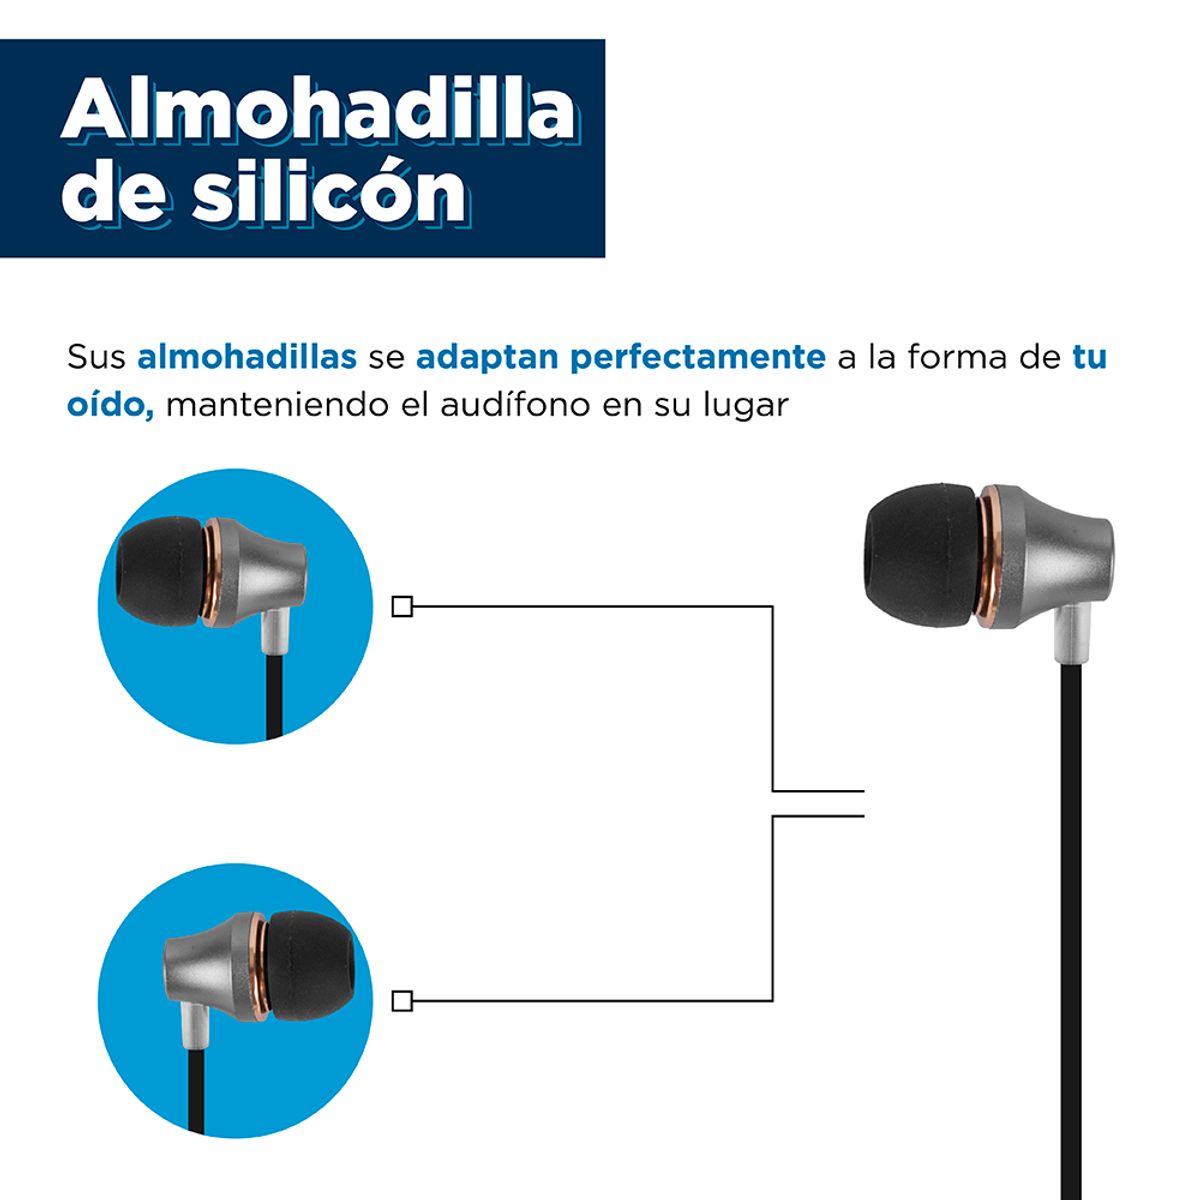 Almohadilla
de silicón
Sus almohadillas se adaptan perfectamente a la forma de tu
oído, manteniendo el audífono en su lugar